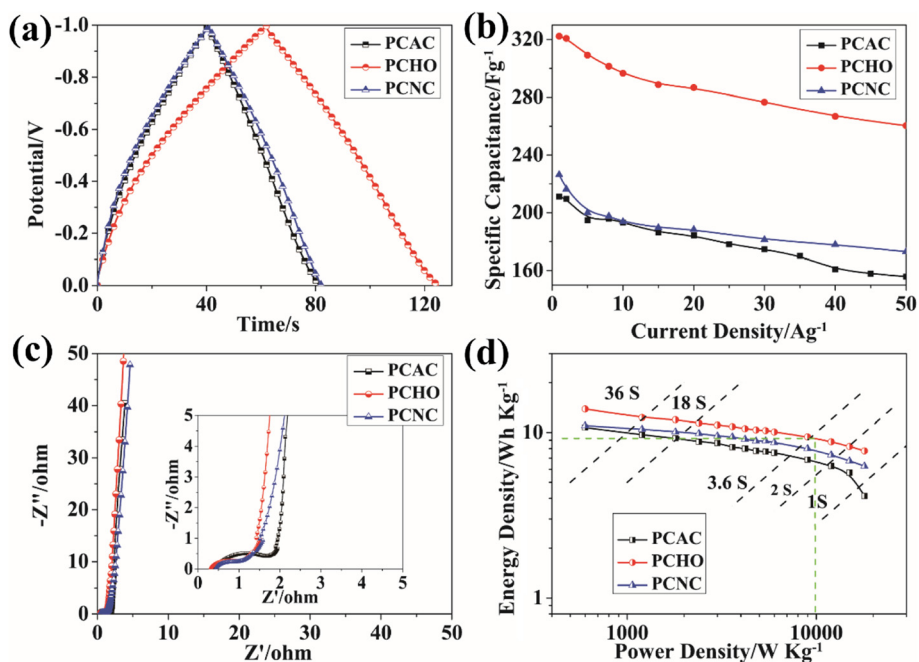 (a)
-1.0
-0.8
-0.6
-0.4
-0.2
0.0
Potential/V
0 40 80 120
Time/s
PCAC
PCHO
PCNC
(b)
320
280
240
200
160
Specific Capacitance/Fg-1
0 10 20 30 40 50
Current Density/Ag-1
PCAC
PCHO
PCNC
(c)
50
40
30
20
10
0
-Z''/ohm
0 10 20 30 40 50
Z'/ohm
PCAC
PCHO
PCNC
5
4
3
2
1
0
-Z''/ohm
0 1 2 3 4 5
Z'/ohm
(d)
10
1
Energy Density/Wh Kg-1
36 S
18 S
3.6 S
2 S
1S
PCAC
PCHO
PCNC
1000 10000
Power Density/W Kg-1